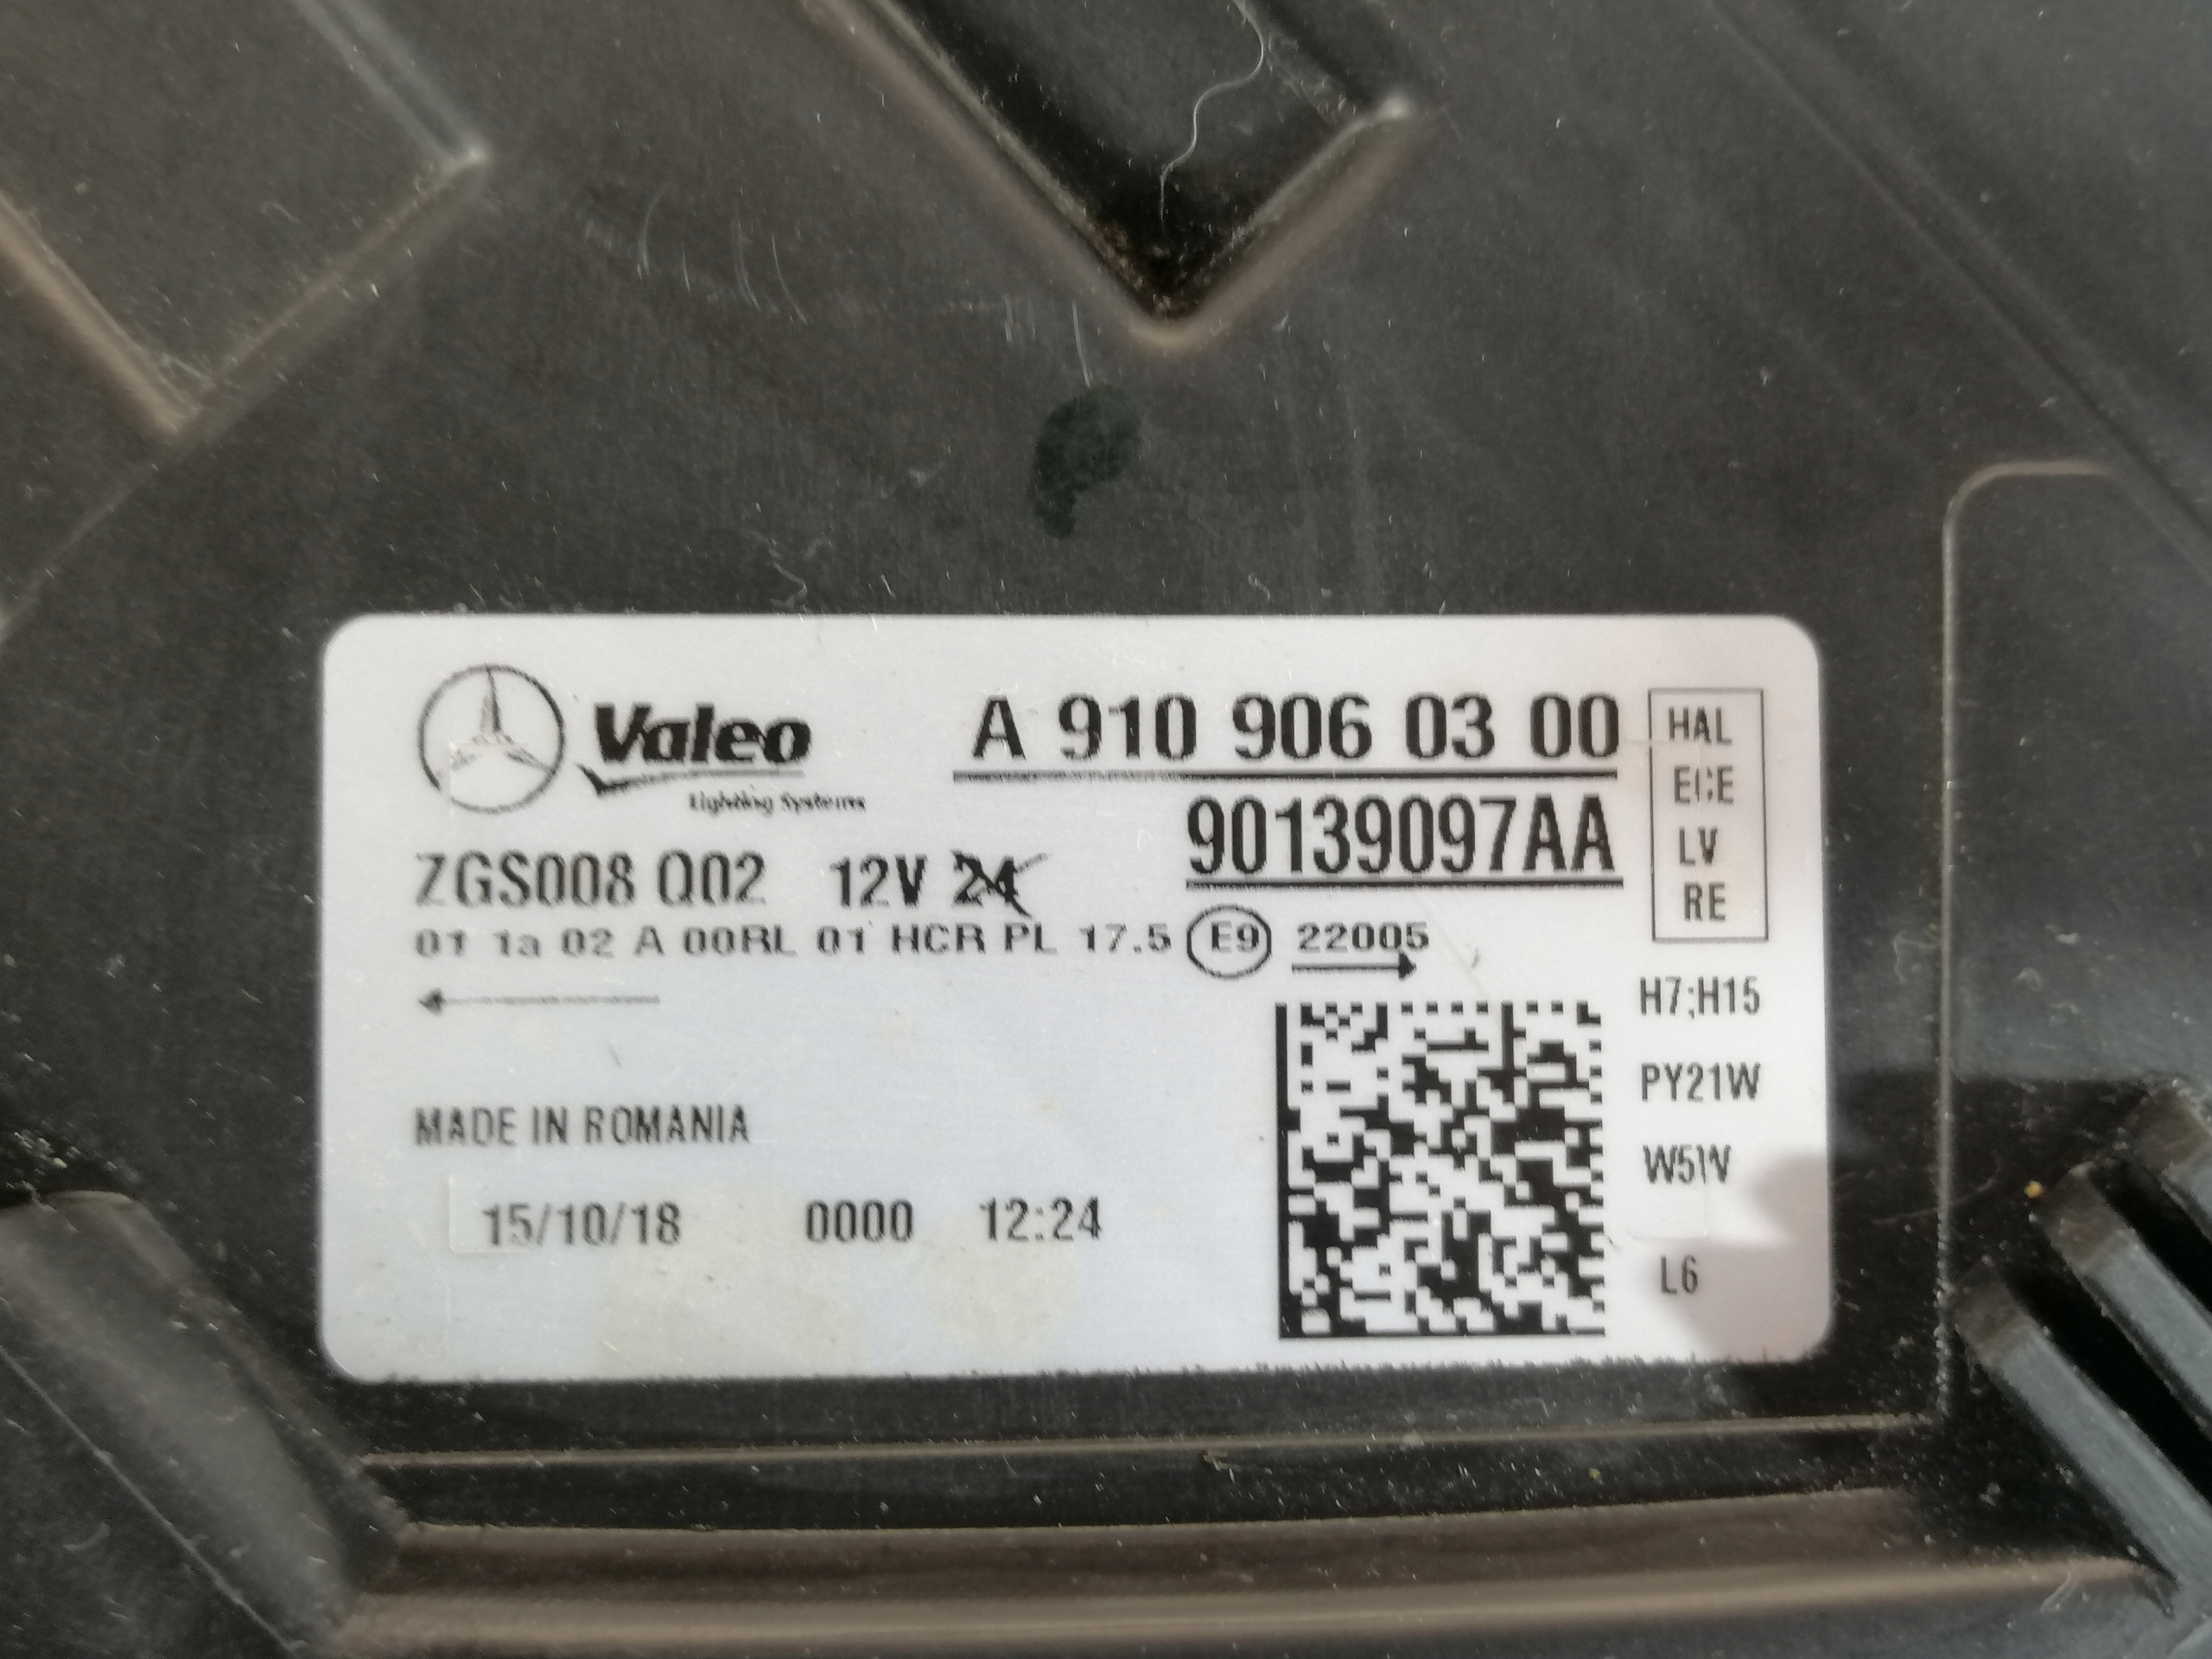 Valeo
Lighting Systems
A 910 906 03 00
90139097AA
HAL
ECE
LV
RE
ZGS008 Q02 12V 24
01 1a 02 A 00RL 01 HCR PL 17.5 E9 22005
H7;H15
PY21W
W5W
L6
MADE IN ROMANIA
15/10/18 0000 12:24